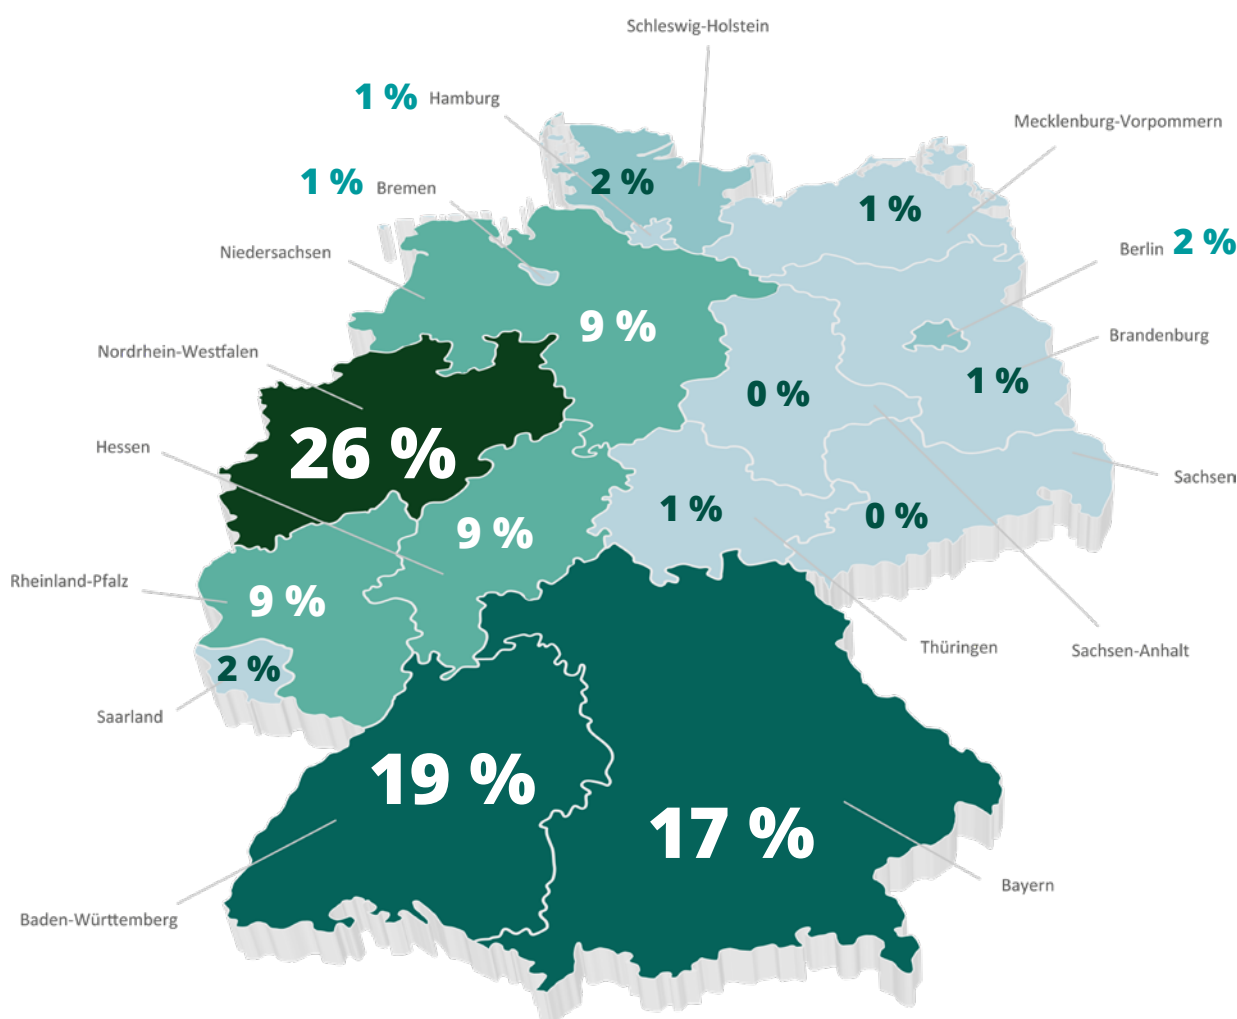 Schleswig-Holstein
1 % Hamburg
Mecklenburg-Vorpommern
1 % Bremen
2 %
1 %
Berlin 2 %
Niedersachsen
9 %
Brandenburg
Nordrhein-Westfalen
1 %
0 %
Hessen
26 %
Sachsen
1 %
0 %
9 %
Rheinland-Pfalz
9 %
Thüringen
Sachsen-Anhalt
2 %
Saarland
19 %
17 %
Bayern
Baden-Württemberg